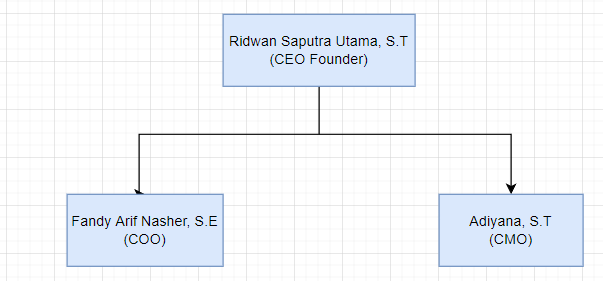 Ridwan Saputra Utama, S.T
(CEO Founder)
Fandy Arif Nasher, S.E
(COO)
Adiyana, S.T
(CMO)